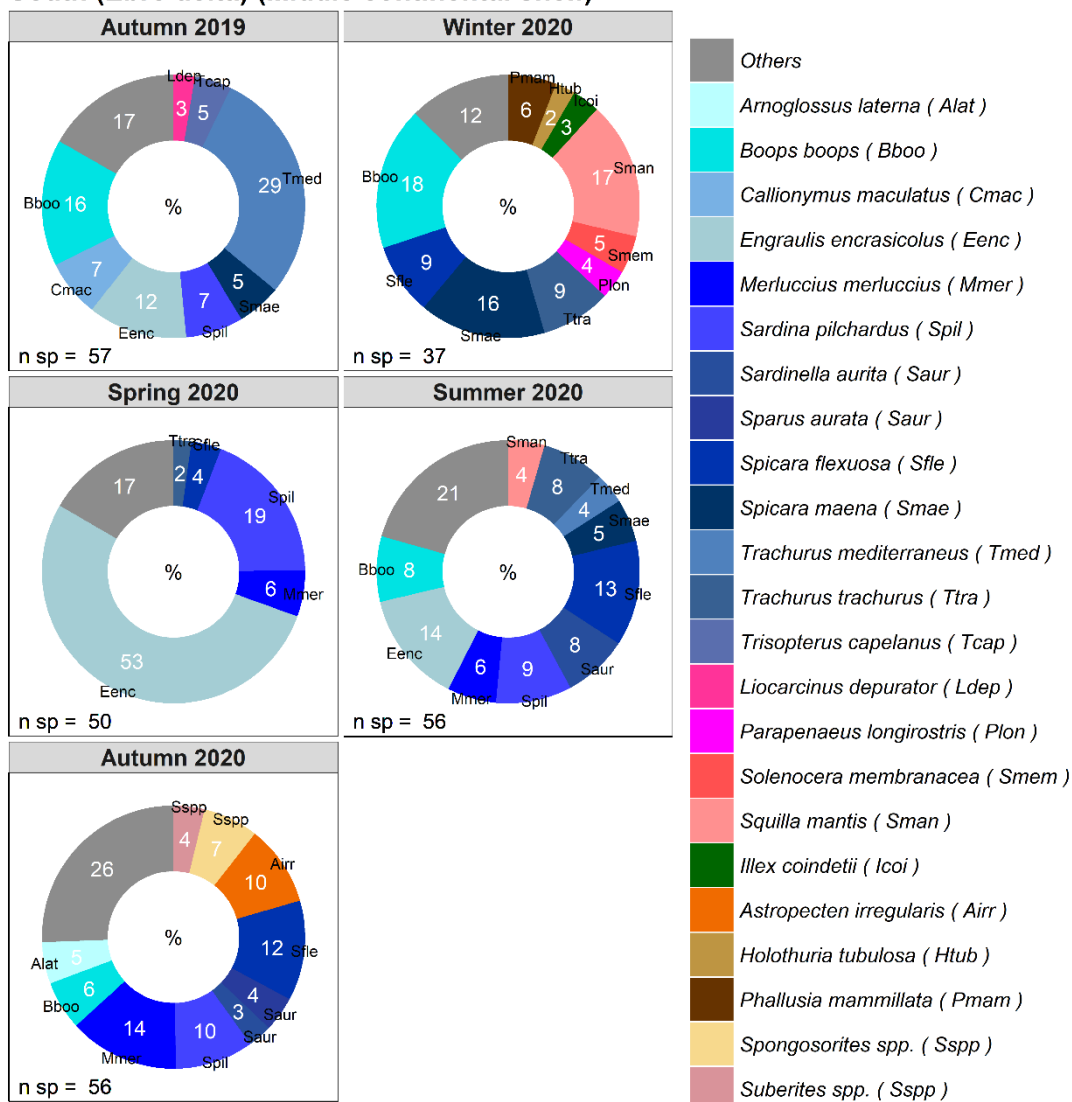 South (Ebre delta) (Middle continental shelf)
Autumn 2019
Ldep
Tcap
3
5
17
29
Tmed
Bboo
16
%
5
7
Cmac
12
7
Smae
Eenc
Spil
n sp = 57
Winter 2020
Pmam
Htub
Icoi
6
2
3
12
Sman
17
Bboo
18
%
5
Smem
4
Plon
9
Sfle
16
9
Ttra
Smae
n sp = 37
Spring 2020
Ttra
Sfle
2
4
17
Spil
19
%
6
Mmer
53
Eenc
n sp = 50
Summer 2020
Sman
Ttra
4
8
Tmed
4
21
Smae
5
Bboo
8
%
13
Sfle
14
Eenc
8
Saur
6
9
Mmer
Spil
n sp = 56
Autumn 2020
Sspp
Sspp
4
7
Airr
10
26
%
12
Sfle
5
Alat
4
Saur
6
Bboo
3
Saur
14
10
Mmer
Spil
n sp = 56
Others
Arnoglossus laterna ( Alat )
Boops boops ( Bboo )
Callionymus maculatus ( Cmac )
Engraulis encrasicolus ( Eenc )
Merluccius merluccius ( Mmer )
Sardina pilchardus ( Spil )
Sardinella aurita ( Saur )
Sparus aurata ( Saur )
Spicara flexuosa ( Sfle )
Spicara maena ( Smae )
Trachurus mediterraneus ( Tmed )
Trachurus trachurus ( Ttra )
Trisopterus capelanus ( Tcap )
Liocarcinus depurator ( Ldep )
Parapenaeus longirostris ( Plon )
Solenocera membranacea ( Smem )
Squilla mantis ( Sman )
Illex coindetii ( Icoi )
Astropecten irregularis ( Airr )
Holothuria tubulosa ( Htub )
Phallusia mammillata ( Pmam )
Spongosorites spp. ( Sspp )
Suberites spp. ( Sspp )